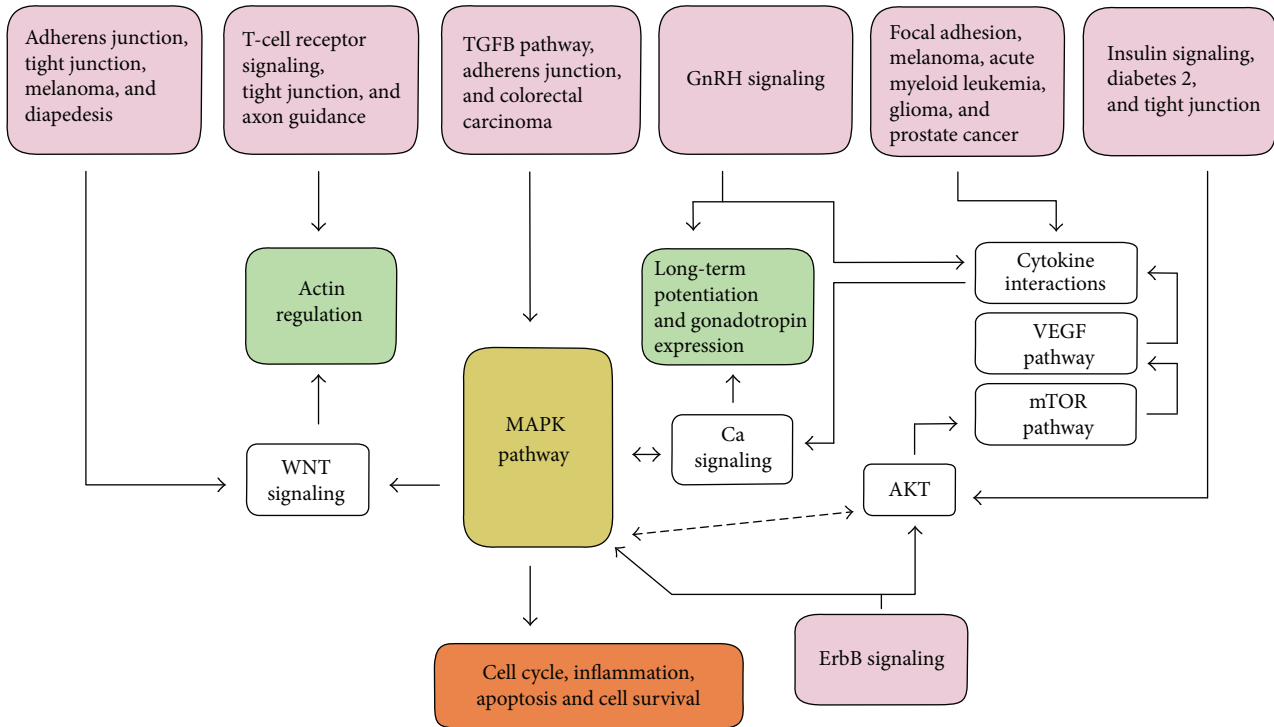 Adherens junction,
tight junction,
melanoma, and
diapedesis
T-cell receptor
signaling,
tight junction, and
axon guidance
TGFB pathway,
adherens junction,
and colorectal
carcinoma
GnRH signaling
Focal adhesion,
melanoma, acute
myeloid leukemia,
glioma, and
prostate cancer
Insulin signaling,
diabetes 2,
and tight junction
Actin
regulation
Long-term
potentiation
and gonadotropin
expression
Cytokine
interactions
VEGF
pathway
mTOR
pathway
MAPK
pathway
Ca
signaling
WNT
signaling
AKT
Cell cycle, inflammation,
apoptosis and cell survival
ErbB signaling